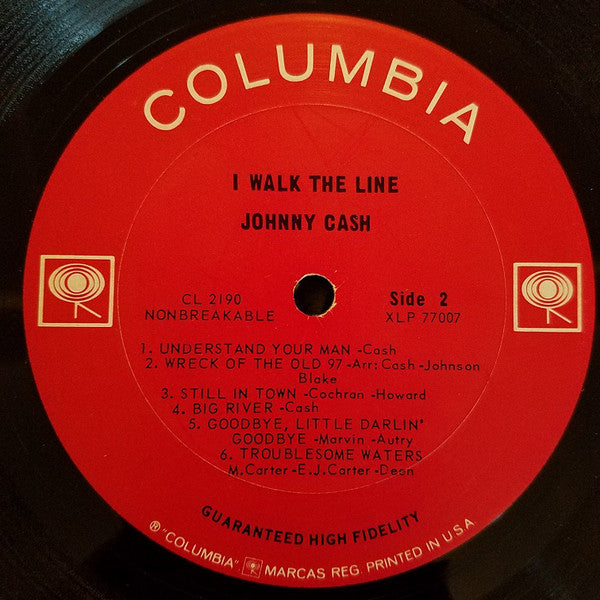 COLUMBIA
I WALK THE LINE
JOHNNY CASH
CL 2190
NONBREAKABLE
Side 2
XLP 77007
1. UNDERSTAND YOUR MAN -Cash
2. WRECK OF THE OLD 97 -Arr: Cash -Johnson
Blake
3. STILL IN TOWN -Cochran -Howard
4. BIG RIVER -Cash
5. GOODBYE, LITTLE DARLIN'
GOODBYE -Marvin -Autry
6. TROUBLESOME WATERS
M.Carter -E.J.Carter -Dean
GUARANTEED HIGH FIDELITY
® "COLUMBIA" MARCAS REG. PRINTED IN U.S.A.